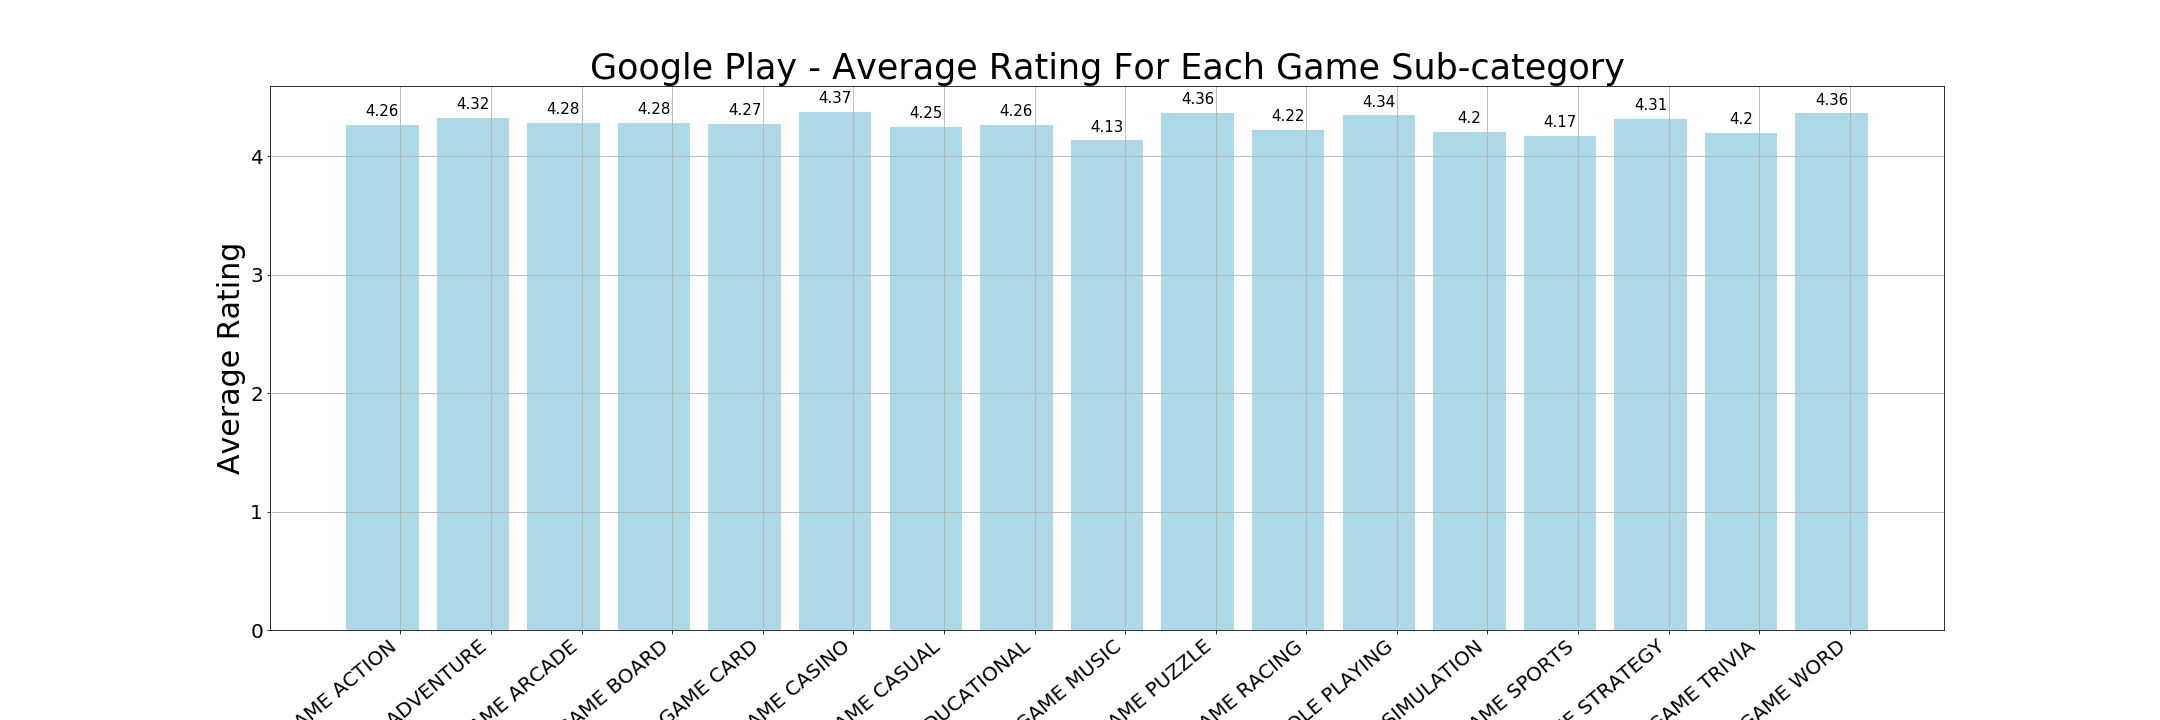 Google Play - Average Rating For Each Game Sub-category
4.26
4.32
4.28
4.28
4.27
4.37
4.25
4.26
4.13
4.36
4.22
4.34
4.2
4.17
4.31
4.2
4.36
Average Rating
4
3
2
1
0
AME ACTION
ADVENTURE
AME ARCADE
AME BOARD
GAME CARD
AME CASINO
AME CASUAL
DUCATIONAL
GAME MUSIC
AME PUZZLE
AME RACING
OLE PLAYING
SIMULATION
AME SPORTS
E STRATEGY
GAME TRIVIA
GAME WORD